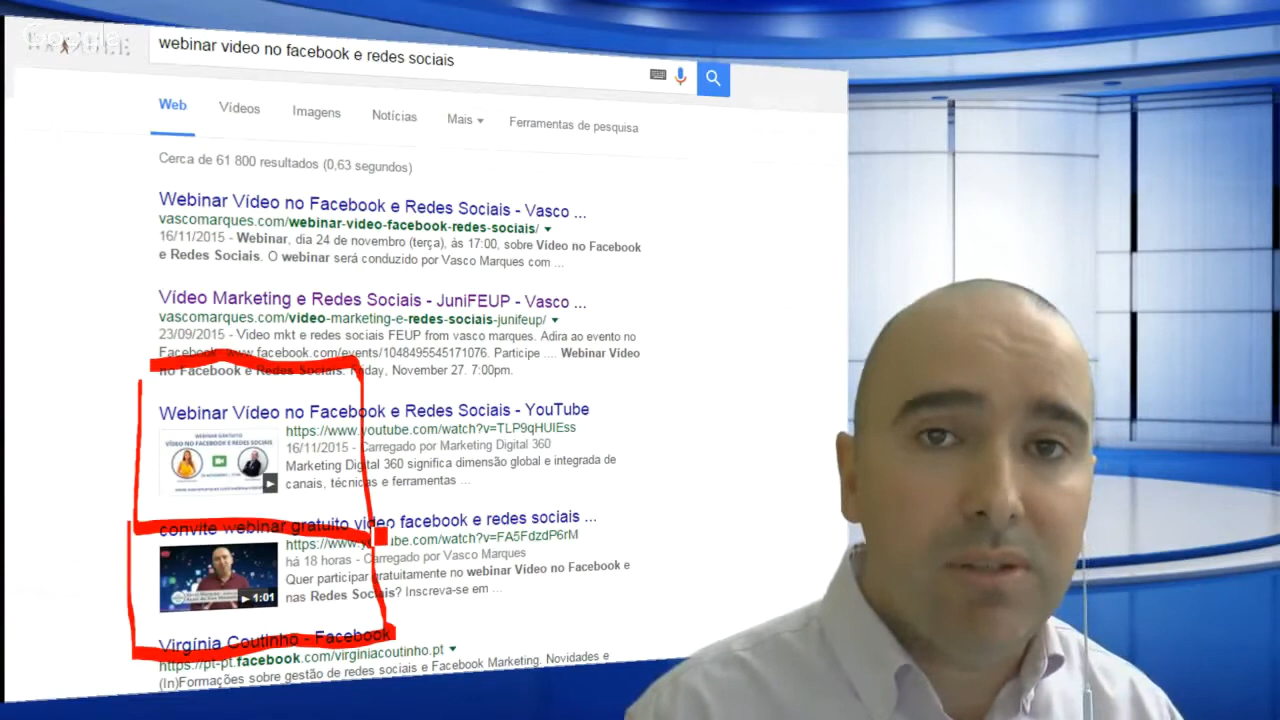 Google
webinar video no facebook e redes sociais
Web Vídeos Imagens Notícias Mais Ferramentas de pesquisa
Cerca de 61 800 resultados (0,63 segundos)
Webinar Vídeo no Facebook e Redes Sociais - Vasco ...
vascomarques.com/webinar-video-facebook-redes-sociais/
16/11/2015 - Webinar, dia 24 de novembro (terça), às 17:00, sobre Vídeo no Facebook
e Redes Sociais. O webinar será conduzido por Vasco Marques com ...
Vídeo Marketing e Redes Sociais - JuniFEUP - Vasco ...
vascomarques.com/video-marketing-e-redes-sociais-junifeup/
23/09/2015 - Video mkt e redes sociais FEUP from vasco marques. Adira ao evento no
Facebook www.facebook.com/events/1048495545171076. Participe .... Webinar Vídeo
no Facebook e Redes Sociais. Friday, November 27. 7:00pm.
Webinar Vídeo no Facebook e Redes Sociais - YouTube
https://www.youtube.com/watch?v=TLP9qHUIEss
16/11/2015 - Carregado por Marketing Digital 360
WEBINAR GRATUITO
VÍDEO NO FACEBOOK E REDES SOCIAIS
Marketing Digital 360 significa dimensão global e integrada de
canais, técnicas e ferramentas ...
convite webinar gratuito video facebook e redes sociais ...
https://www.youtube.com/watch?v=FA5FdzdP6rM
há 18 horas - Carregado por Vasco Marques
Quer participar gratuitamente no webinar Vídeo no Facebook e
nas Redes Sociais? Inscreva-se em ...
1:01
Virgínia Coutinho - Facebook
https://pt-pt.facebook.com/virginiacoutinho.pt
(In)Formações sobre gestão de redes sociais e Facebook Marketing. Novidades e